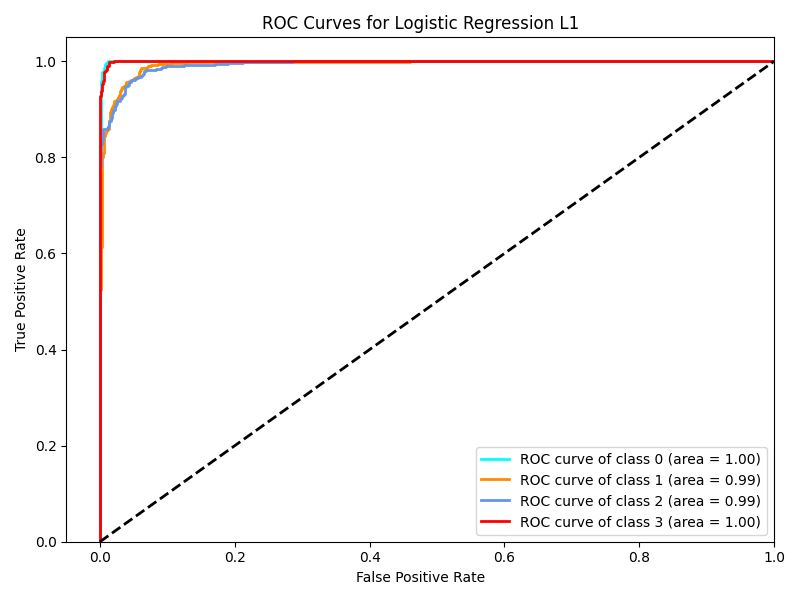 ROC Curves for Logistic Regression L1
True Positive Rate
1.0
0.8
0.6
0.4
0.2
0.0
ROC curve of class 0 (area = 1.00)
ROC curve of class 1 (area = 0.99)
ROC curve of class 2 (area = 0.99)
ROC curve of class 3 (area = 1.00)
0.0 0.2 0.4 0.6 0.8 1.0
False Positive Rate